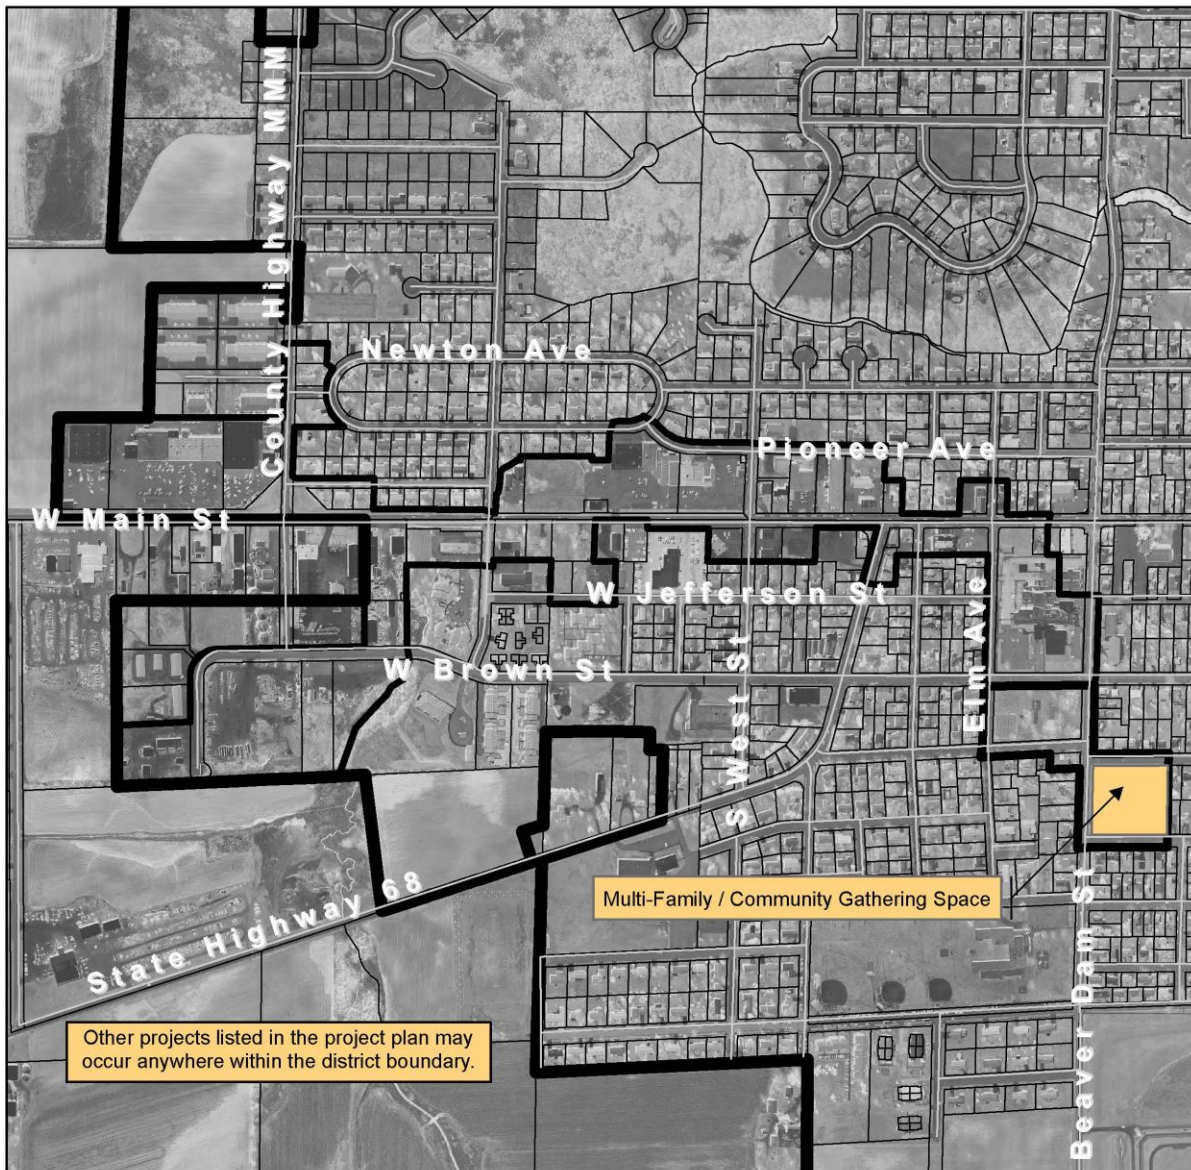 County Highway MMM
Newton Ave
Pioneer Ave
W Main St
W Jefferson St
Elm Ave
W Brown St
S West St
State Highway 68
Multi-Family / Community Gathering Space
Beaver Dam St
Other projects listed in the project plan may
occur anywhere within the district boundary.